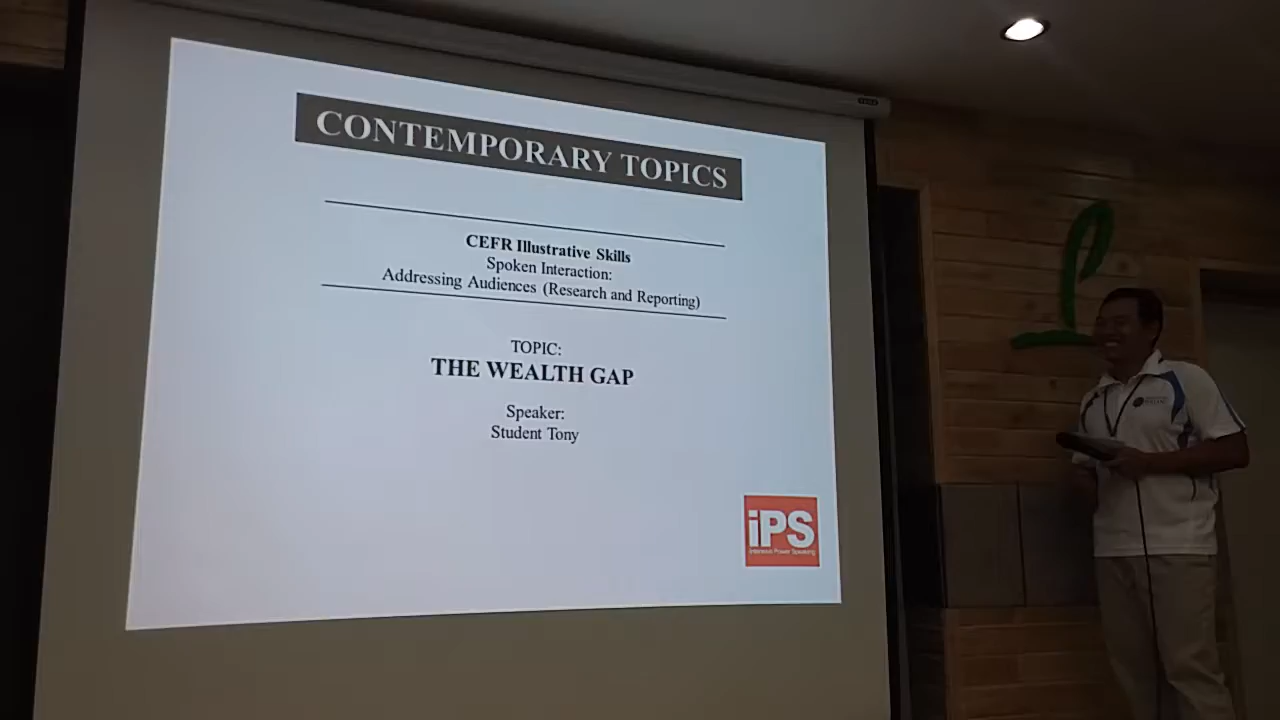 CONTEMPORARY TOPICS
CEFR Illustrative Skills
Spoken Interaction:
Addressing Audiences (Research and Reporting)
TOPIC:
THE WEALTH GAP
Speaker:
Student Tony
iPS
Intensive Power Speaking